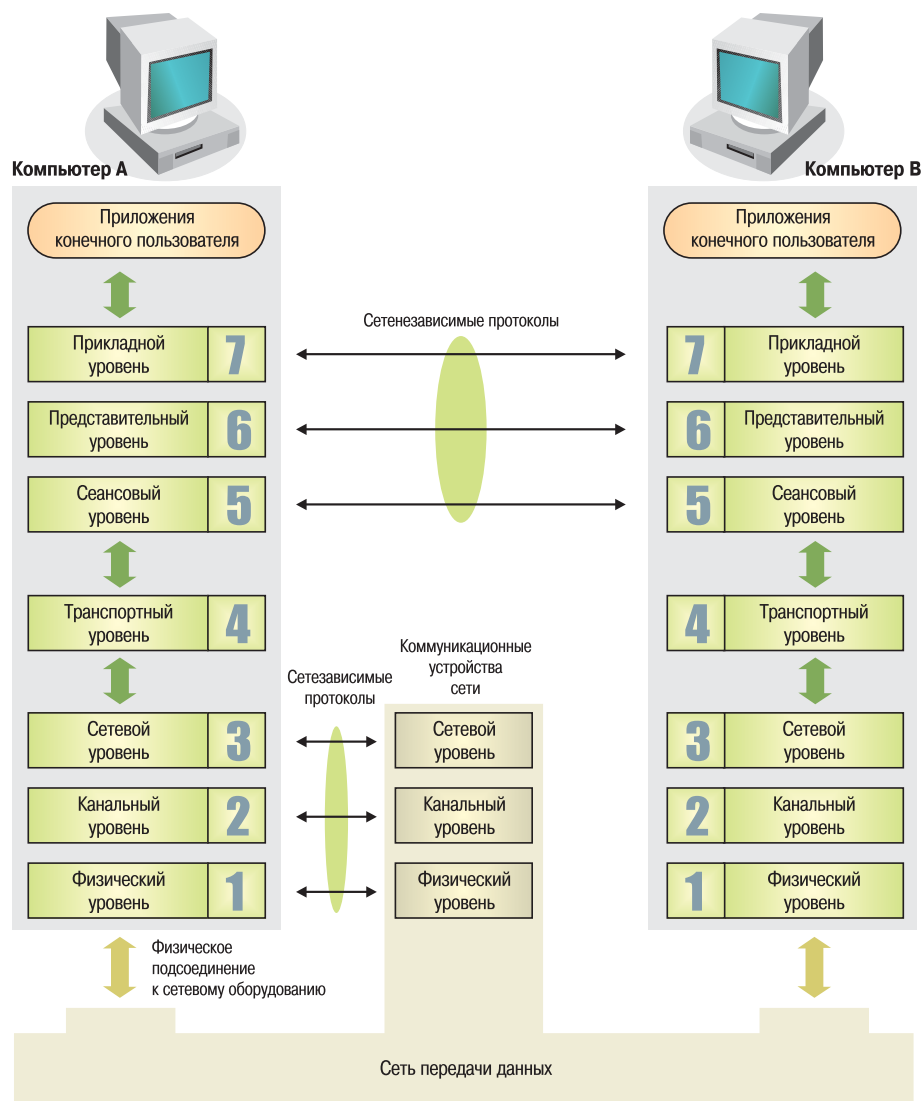 Компьютер А
Компьютер В
Приложения
конечного пользователя
Приложения
конечного пользователя
Сетенезависимые протоколы
Прикладной
уровень
7
7
Прикладной
уровень
Представительный
уровень
6
6
Представительный
уровень
Сеансовый
уровень
5
5
Сеансовый
уровень
Транспортный
уровень
4
4
Транспортный
уровень
Сетезависимые
протоколы
Коммуникационные
устройства
сети
Сетевой
уровень
3
Сетевой
уровень
3
Сетевой
уровень
Канальный
уровень
2
Канальный
уровень
2
Канальный
уровень
Физический
уровень
1
Физический
уровень
1
Физический
уровень
Физическое
подсоединение
к сетевому оборудованию
Сеть передачи данных